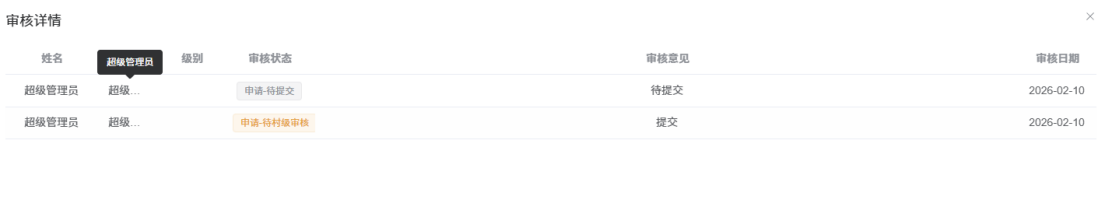 审核详情
姓名 超级管理员 级别 审核状态 审核意见 审核日期
超级管理员 超级... 申请-待提交 待提交 2026-02-10
超级管理员 超级... 申请-待村级审核 提交 2026-02-10